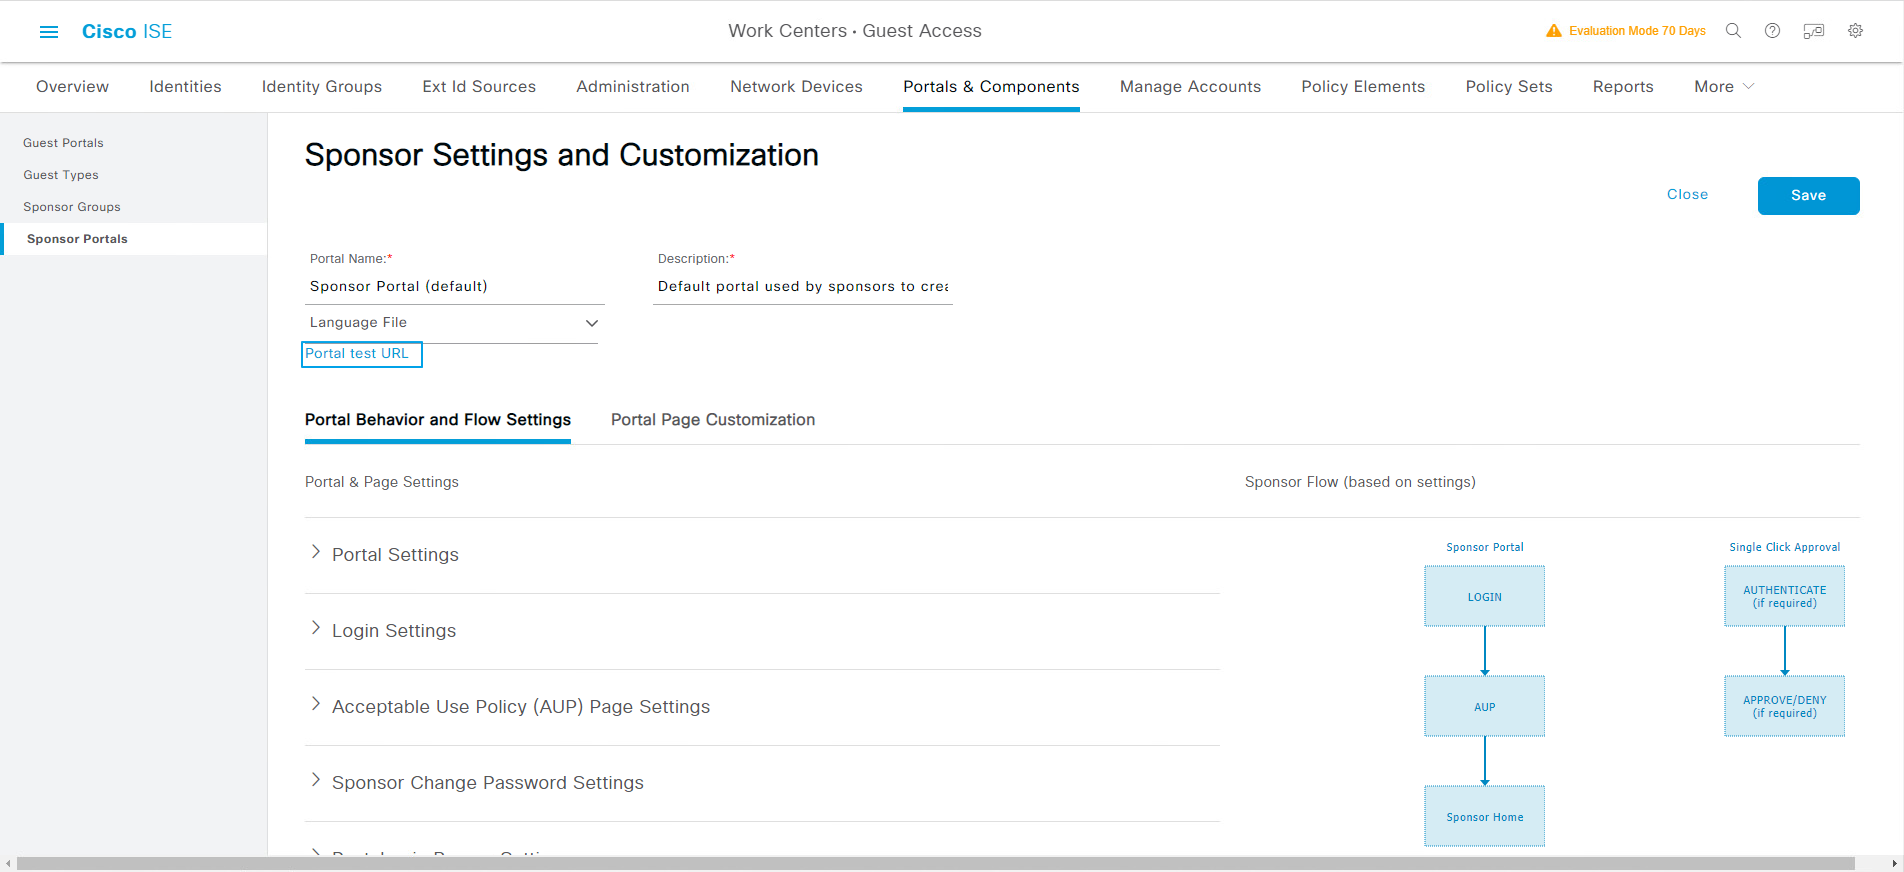 Cisco ISE
Work Centers · Guest Access
Evaluation Mode 70 Days
Overview
Identities
Identity Groups
Ext Id Sources
Administration
Network Devices
Portals & Components
Manage Accounts
Policy Elements
Policy Sets
Reports
More
Guest Portals
Guest Types
Sponsor Groups
Sponsor Portals
Sponsor Settings and Customization
Close
Save
Portal Name:*
Sponsor Portal (default)
Description:*
Default portal used by sponsors to crea
Language File
Portal test URL
Portal Behavior and Flow Settings
Portal Page Customization
Portal & Page Settings
Portal Settings
Login Settings
Acceptable Use Policy (AUP) Page Settings
Sponsor Change Password Settings
Sponsor Flow (based on settings)
Sponsor Portal
LOGIN
AUP
Sponsor Home
Single Click Approval
AUTHENTICATE
(if required)
APPROVE/DENY
(if required)